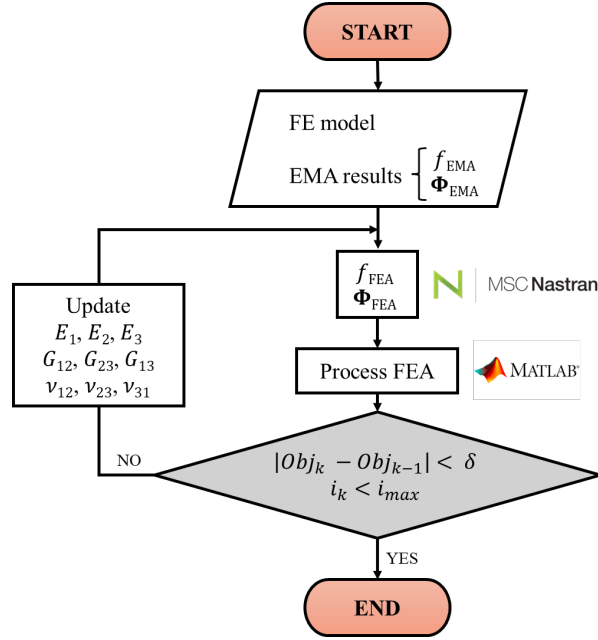 START
FE model
EMA results { f_EMA
Φ_EMA
f_FEA
Φ_FEA
MSC Nastran
Update
E_1, E_2, E_3
G_12, G_23, G_13
ν_12, ν_23, ν_31
Process FEA
MATLAB®
|Obj_k − Obj_{k−1}| < δ
i_k < i_max
NO
YES
END